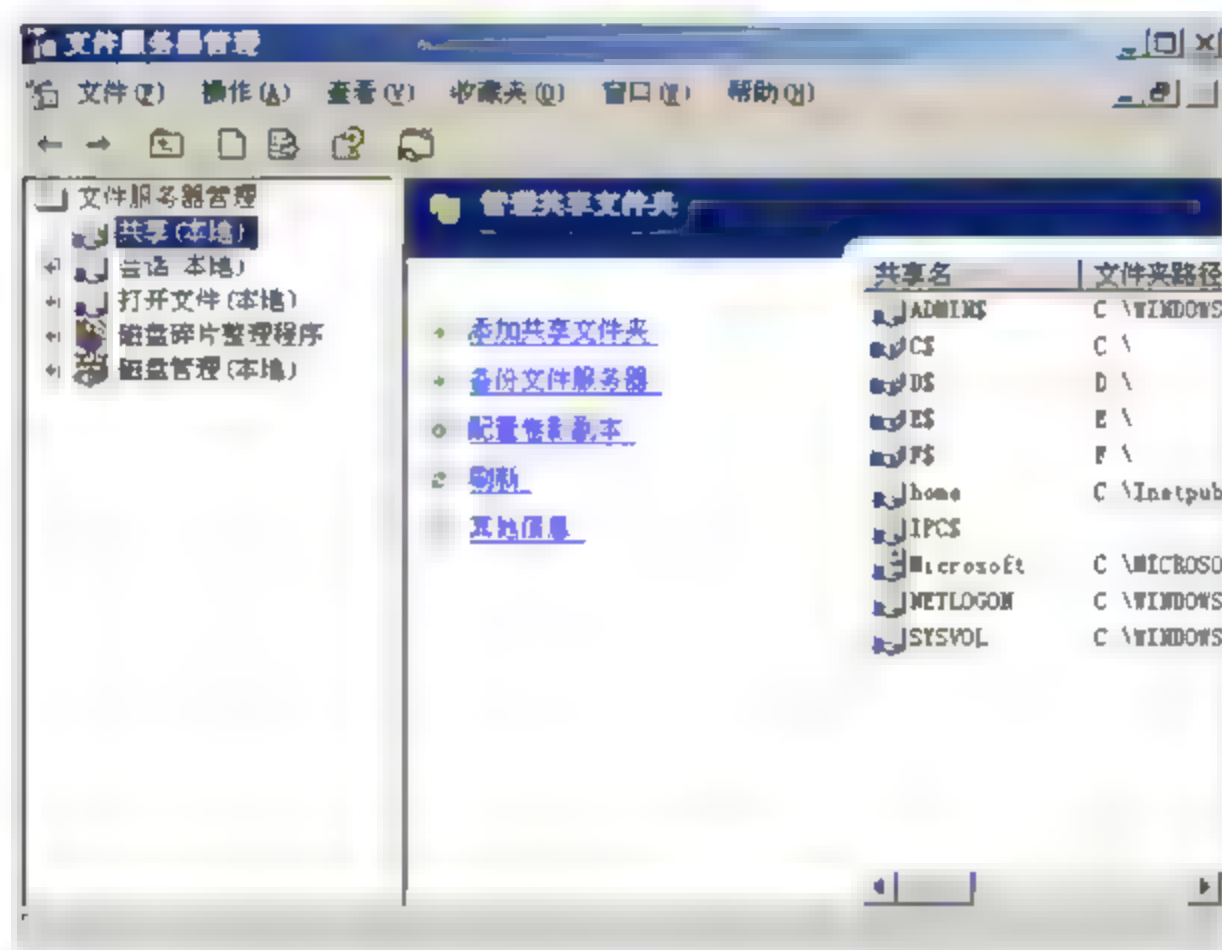 文件服务器管理
文件(F) 操作(A) 查看(V) 收藏夹(O) 窗口(W) 帮助(H)
文件服务器管理
共享(本地)
会话 本地)
打开文件(本地)
磁盘碎片整理程序
磁盘管理(本地)
管理共享文件夹
添加共享文件夹
备份文件服务器
配置卷影副本
刷新
其他信息
共享名 文件夹路径
ADMIN$ C \WINDOWS
C$ C \
D$ D \
E$ E \
F$ F \
home C \Inetpub
IPC$
Microsoft C \MICROSO
NETLOGON C \WINDOWS
SYSVOL C \WINDOWS